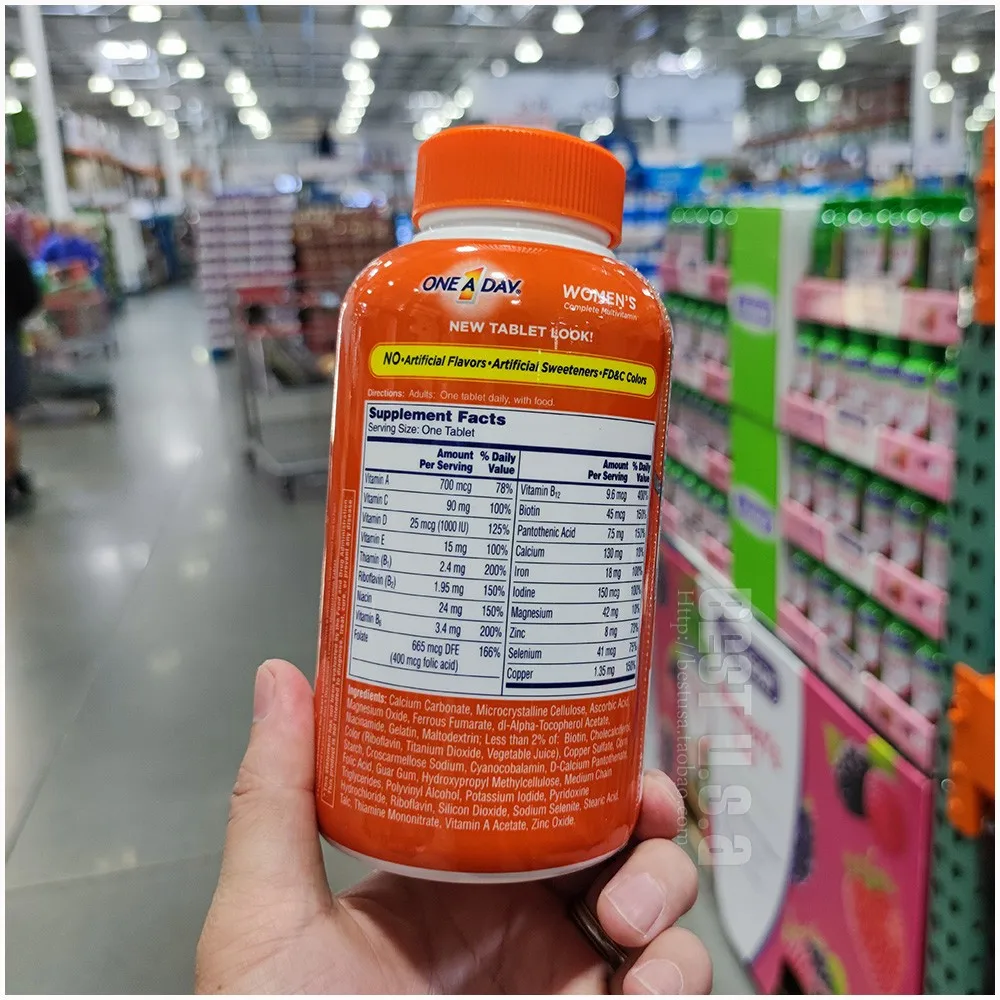 ONE A DAY
WOMEN'S
Complete Multivitamin
NEW TABLET LOOK!
NO•Artificial Flavors•Artificial Sweeteners•FD&C Colors
Directions: Adults: One tablet daily, with food.
Supplement Facts
Serving Size: One Tablet
Amount Per Serving % Daily Value
Vitamin A 700 mcg 78%
Vitamin C 90 mg 100%
Vitamin D 25 mcg (1000 IU) 125%
Vitamin E 15 mg 100%
Thiamin (B₁) 2.4 mg 200%
Riboflavin (B₂) 1.95 mg 150%
Niacin 24 mg 150%
Vitamin B₆ 3.4 mg 200%
Folate 665 mcg DFE 166%
(400 mcg folic acid)
Amount Per Serving % Daily Value
Vitamin B₁₂ 9.6 mcg 400%
Biotin 45 mcg 150%
Pantothenic Acid 7.5 mg 150%
Calcium 130 mg 10%
Iron 18 mg 100%
Iodine 150 mcg 100%
Magnesium 42 mg 10%
Zinc 8 mg 73%
Selenium 41 mcg 75%
Copper 1.35 mg 150%
Ingredients: Calcium Carbonate, Microcrystalline Cellulose, Ascorbic Acid,
Magnesium Oxide, Ferrous Fumarate, dl-Alpha-Tocopherol Acetate,
Niacinamide, Gelatin, Maltodextrin; Less than 2% of: Biotin, Cholecalciferol,
Color (Riboflavin, Titanium Dioxide, Vegetable Juice), Copper Sulfate, Corn
Starch, Croscarmellose Sodium, Cyanocobalamin, D-Calcium Pantothenate,
Folic Acid, Guar Gum, Hydroxypropyl Methylcellulose, Medium Chain
Triglycerides, Polyvinyl Alcohol, Potassium Iodide, Pyridoxine
Hydrochloride, Riboflavin, Silicon Dioxide, Sodium Selenite, Stearic Acid,
Talc, Thiamine Mononitrate, Vitamin A Acetate, Zinc Oxide.
BEST U.s.a
Http://bestusa.taobao.com